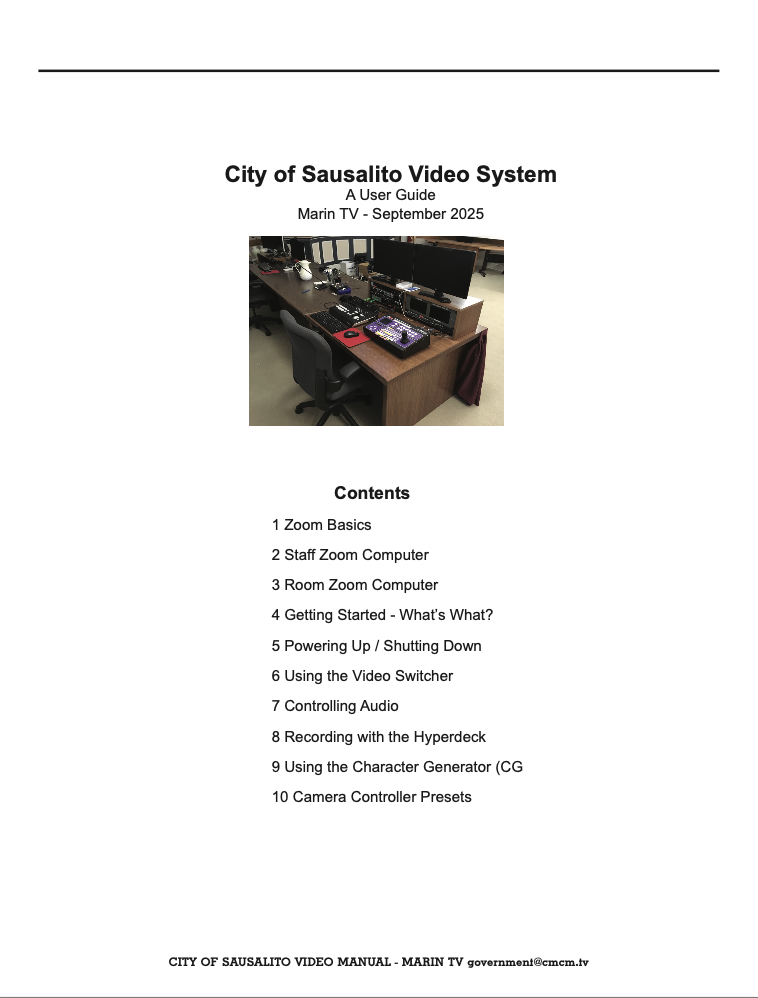 City of Sausalito Video System
A User Guide
Marin TV - September 2025
Contents
1 Zoom Basics
2 Staff Zoom Computer
3 Room Zoom Computer
4 Getting Started - What’s What?
5 Powering Up / Shutting Down
6 Using the Video Switcher
7 Controlling Audio
8 Recording with the Hyperdeck
9 Using the Character Generator (CG
10 Camera Controller Presets
CITY OF SAUSALITO VIDEO MANUAL - MARIN TV government@cmcm.tv